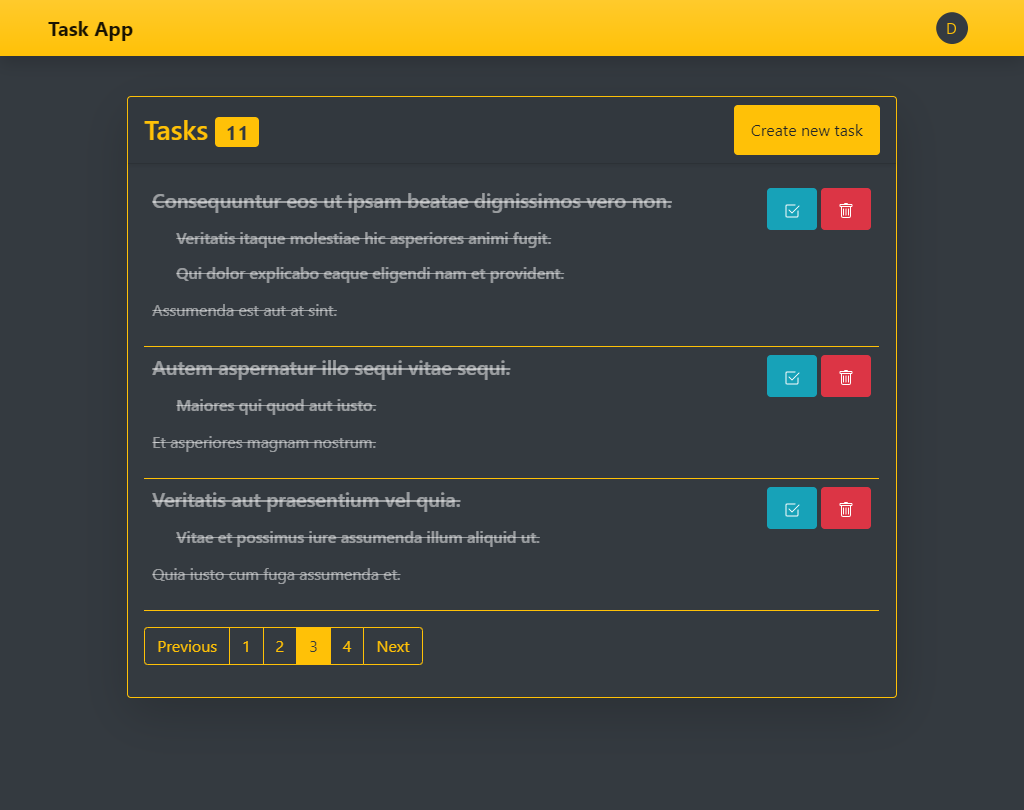 Task App
D
Tasks 11
Create new task
Consequuntur eos ut ipsam beatae dignissimos vero non.
Veritatis itaque molestiae hic asperiores animi fugit.
Qui dolor explicabo eaque eligendi nam et provident.
Assumenda est aut at sint.
Autem aspernatur illo sequi vitae sequi.
Maiores qui quod aut iusto.
Et asperiores magnam nostrum.
Veritatis aut praesentium vel quia.
Vitae et possimus iure assumenda illum aliquid ut.
Quia iusto cum fuga assumenda et.
Previous 1 2 3 4 Next